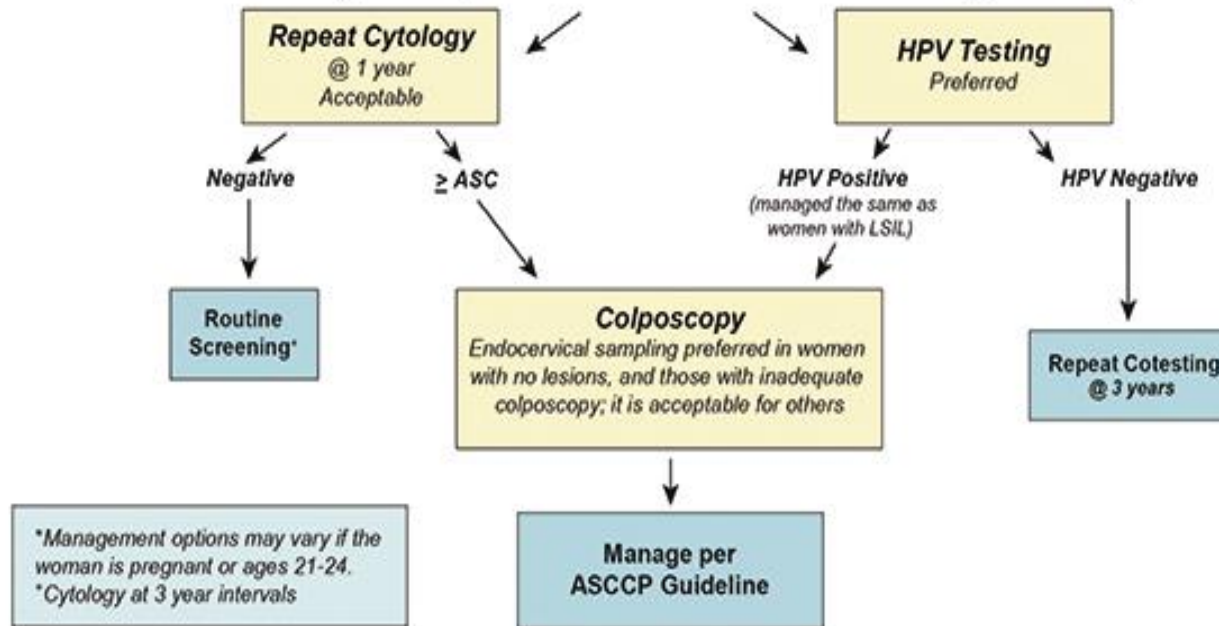 Repeat Cytology
@ 1 year
Acceptable
HPV Testing
Preferred
Negative
≥ ASC
HPV Positive
(managed the same as
women with LSIL)
HPV Negative
Routine
Screening*
Colposcopy
Endocervical sampling preferred in women
with no lesions, and those with inadequate
colposcopy; it is acceptable for others
Repeat Cotesting
@ 3 years
*Management options may vary if the
woman is pregnant or ages 21-24.
*Cytology at 3 year intervals
Manage per
ASCCP Guideline